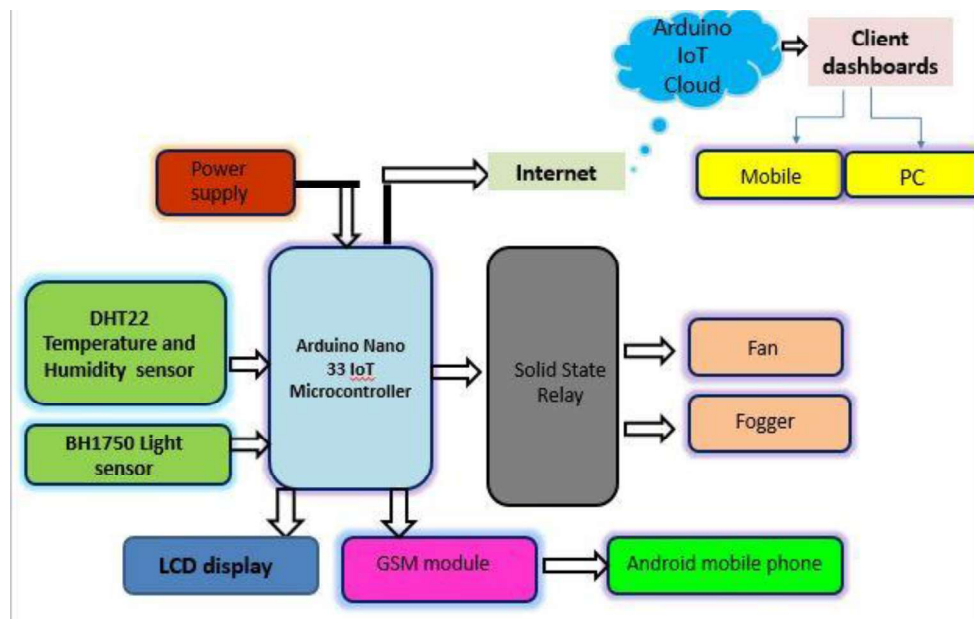 Arduino
IoT
Cloud
Client
dashboards
Power
supply
Internet
Mobile
PC
DHT22
Temperature and
Humidity sensor
Arduino Nano
33 IoT
Microcontroller
Solid State
Relay
Fan
Fogger
BH1750 Light
sensor
LCD display
GSM module
Android mobile phone